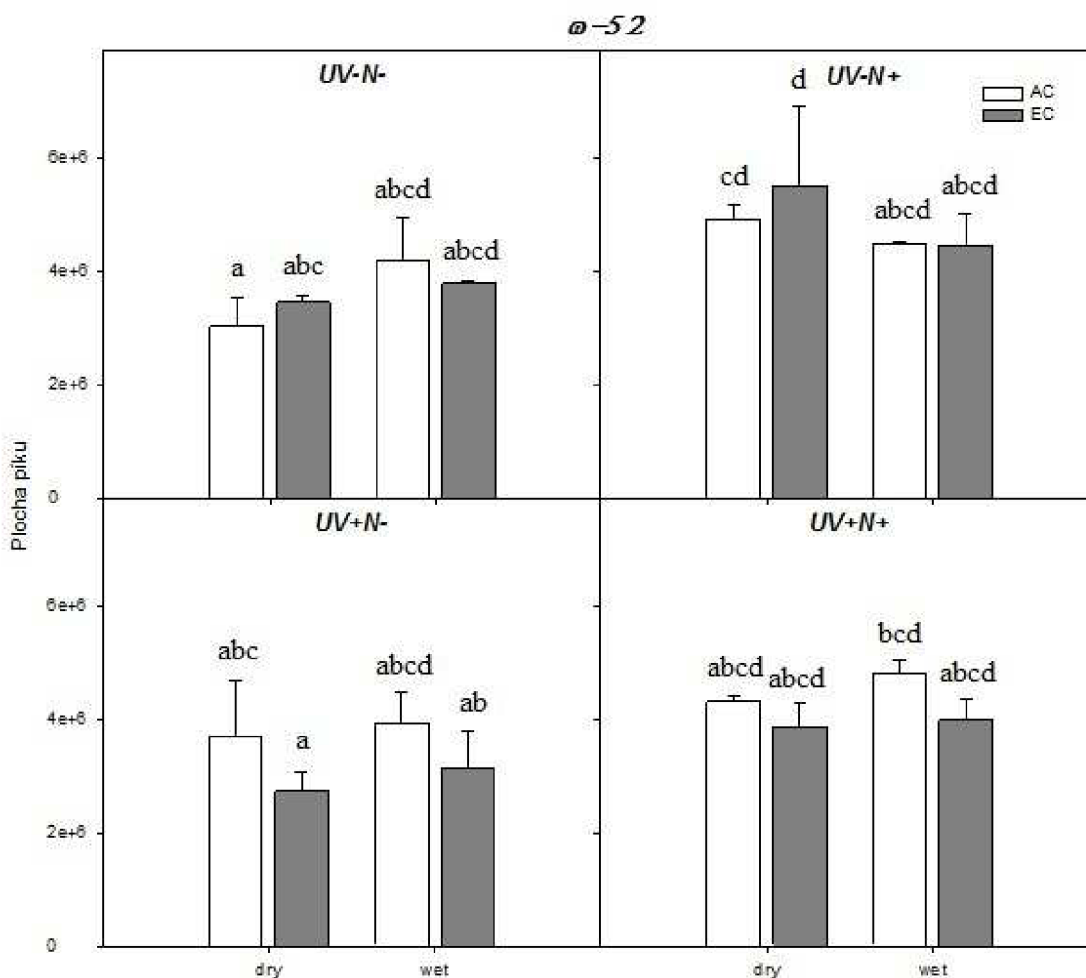 ω-5 2
UV-N-
UV-N+
AC
EC
6e+6
4e+6
2e+6
0
a
abc
abcd
abcd
cd
d
abcd
abcd
Plocha píku
UV+N-
UV+N+
6e+6
4e+6
2e+6
0
abc
a
abcd
ab
abcd
abcd
bcd
abcd
dry
wet
dry
wet